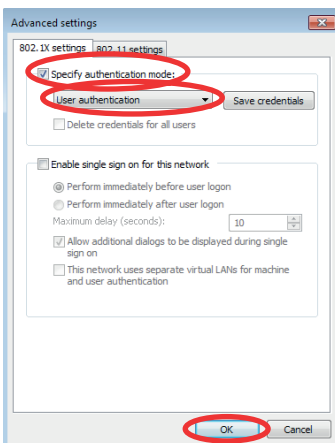 Advanced settings
802.1X settings 802.11 settings
Specify authentication mode:
User authentication Save credentials
Delete credentials for all users
Enable single sign on for this network
Perform immediately before user logon
Perform immediately after user logon
Maximum delay (seconds): 10
Allow additional dialogs to be displayed during single
sign on
This network uses separate virtual LANs for machine
and user authentication
OK Cancel